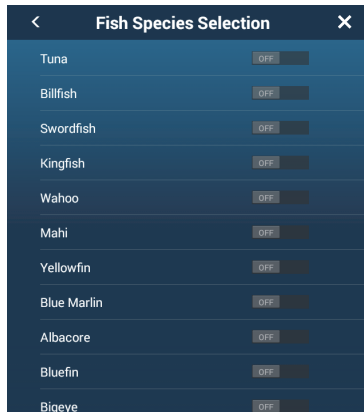 Fish Species Selection
Tuna OFF
Billfish OFF
Swordfish OFF
Kingfish OFF
Wahoo OFF
Mahi OFF
Yellowfin OFF
Blue Marlin OFF
Albacore OFF
Bluefin OFF
Bigeye OFF